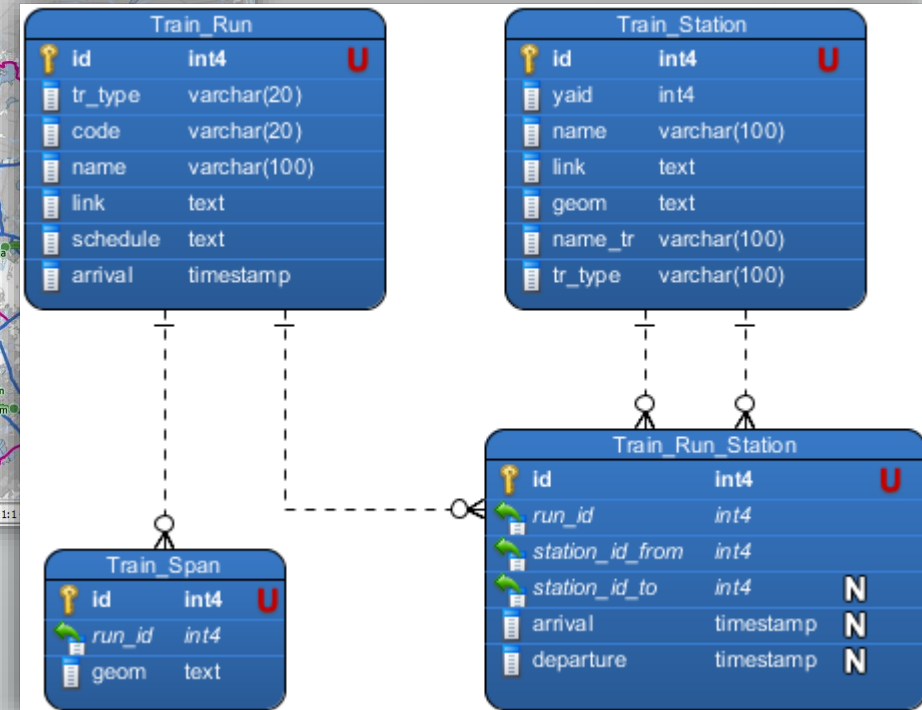 Train_Run
id int4 U
tr_type varchar(20)
code varchar(20)
name varchar(100)
link text
schedule text
arrival timestamp
Train_Station
id int4 U
yaid int4
name varchar(100)
link text
geom text
name_tr varchar(100)
tr_type varchar(100)
Train_Span
id int4 U
run_id int4
geom text
Train_Run_Station
id int4 U
run_id int4
station_id_from int4
station_id_to int4 N
arrival timestamp N
departure timestamp N
1:1